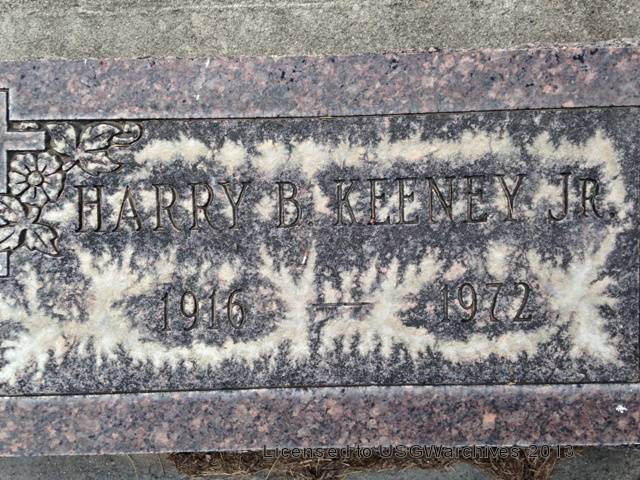 HARRY B. KEENEY JR.
1916 — 1972
Licensed to USGWarchives 2013